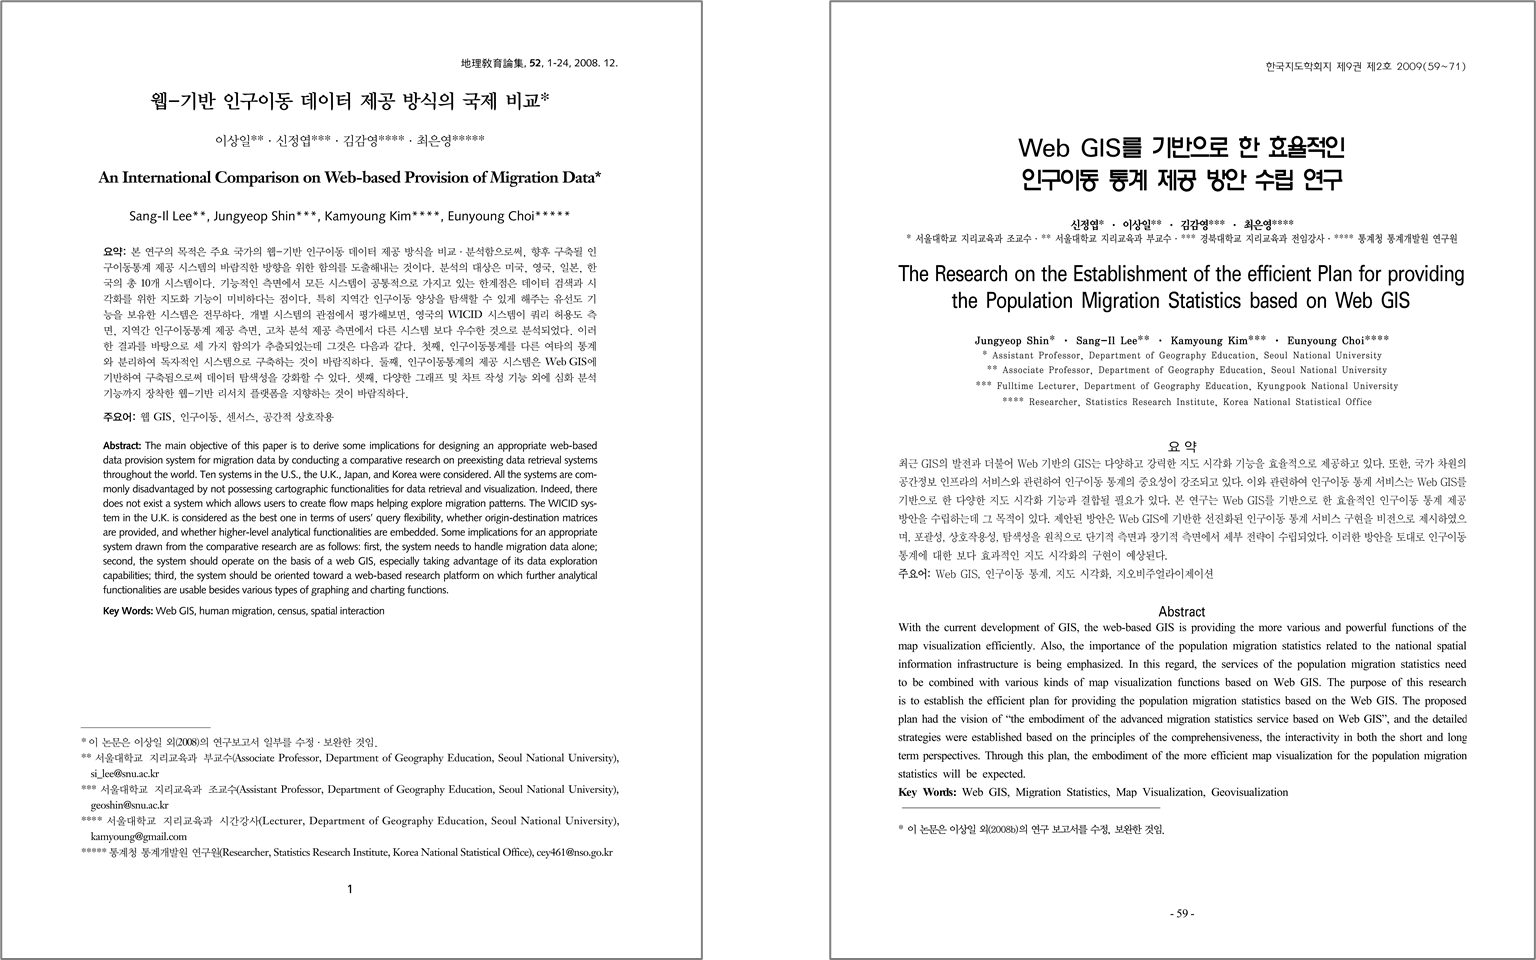 地理敎育論集, 52, 1-24, 2008. 12.
웹-기반 인구이동 데이터 제공 방식의 국제 비교*
이상일** · 신정엽*** · 김감영**** · 최은영*****
An International Comparison on Web-based Provision of Migration Data*
Sang-Il Lee**, Jungyeop Shin***, Kamyoung Kim****, Eunyoung Choi*****
요약: 본 연구의 목적은 주요 국가의 웹-기반 인구이동 데이터 제공 방식을 비교 · 분석함으로써, 향후 구축될 인
구이동통계 제공 시스템의 바람직한 방향을 위한 함의를 도출해내는 것이다. 분석의 대상은 미국, 영국, 일본, 한
국의 총 10개 시스템이다. 기능적인 측면에서 모든 시스템이 공통적으로 가지고 있는 한계점은 데이터 검색과 시
각화를 위한 지도화 기능이 미비하다는 점이다. 특히 지역간 인구이동 양상을 탐색할 수 있게 해주는 유선도 기
능을 보유한 시스템은 전무하다. 개별 시스템의 관점에서 평가해보면, 영국의 WICID 시스템이 쿼리 허용도 측
면, 지역간 인구이동통계 제공 측면, 고차 분석 제공 측면에서 다른 시스템 보다 우수한 것으로 분석되었다. 이러
한 결과를 바탕으로 세 가지 함의가 추출되었는데 그것은 다음과 같다. 첫째, 인구이동통계를 다른 여타의 통계
와 분리하여 독자적인 시스템으로 구축하는 것이 바람직하다. 둘째, 인구이동통계의 제공 시스템은 Web GIS에
기반하여 구축됨으로써 데이터 탐색성을 강화할 수 있다. 셋째, 다양한 그래프 및 차트 작성 기능 외에 심화 분석
기능까지 장착한 웹-기반 리서치 플랫폼을 지향하는 것이 바람직하다.
주요어: 웹 GIS, 인구이동, 센서스, 공간적 상호작용
Abstract: The main objective of this paper is to derive some implications for designing an appropriate web-based
data provision system for migration data by conducting a comparative research on preexisting data retrieval systems
throughout the world. Ten systems in the U.S., the U.K., Japan, and Korea were considered. All the systems are com-
monly disadvantaged by not possessing cartographic functionalities for data retrieval and visualization. Indeed, there
does not exist a system which allows users to create flow maps helping explore migration patterns. The WICID sys-
tem in the U.K. is considered as the best one in terms of users' query flexibility, whether origin-destination matrices
are provided, and whether higher-level analytical functionalities are embedded. Some implications for an appropriate
system drawn from the comparative research are as follows: first, the system needs to handle migration data alone;
second, the system should operate on the basis of a web GIS, especially taking advantage of its data exploration
capabilities; third, the system should be oriented toward a web-based research platform on which further analytical
functionalities are usable besides various types of graphing and charting functions.
Key Words: Web GIS, human migration, census, spatial interaction
* 이 논문은 이상일 외(2008)의 연구보고서 일부를 수정 · 보완한 것임.
** 서울대학교 지리교육과 부교수(Associate Professor, Department of Geography Education, Seoul National University),
si_lee@snu.ac.kr
*** 서울대학교 지리교육과 조교수(Assistant Professor, Department of Geography Education, Seoul National University),
geoshin@snu.ac.kr
**** 서울대학교 지리교육과 시간강사(Lecturer, Department of Geography Education, Seoul National University),
kamyoung@gmail.com
***** 통계청 통계개발원 연구원(Researcher, Statistics Research Institute, Korea National Statistical Office), cey461@nso.go.kr
1
한국지도학회지 제9권 제2호 2009(59~71)
Web GIS를 기반으로 한 효율적인
인구이동 통계 제공 방안 수립 연구
신정엽* · 이상일** · 김감영*** · 최은영****
* 서울대학교 지리교육과 조교수 · ** 서울대학교 지리교육과 부교수 · *** 경북대학교 지리교육과 전임강사 · **** 통계청 통계개발원 연구원
The Research on the Establishment of the efficient Plan for providing
the Population Migration Statistics based on Web GIS
Jungyeop Shin* · Sang-Il Lee** · Kamyoung Kim*** · Eunyoung Choi****
* Assistant Professor, Department of Geography Education, Seoul National University
** Associate Professor, Department of Geography Education, Seoul National University
*** Fulltime Lecturer, Department of Geography Education, Kyungpook National University
**** Researcher, Statistics Research Institute, Korea National Statistical Office
요 약
최근 GIS의 발전과 더불어 Web 기반의 GIS는 다양하고 강력한 지도 시각화 기능을 효율적으로 제공하고 있다. 또한, 국가 차원의
공간정보 인프라의 서비스와 관련하여 인구이동 통계의 중요성이 강조되고 있다. 이와 관련하여 인구이동 통계 서비스는 Web GIS를
기반으로 한 다양한 지도 시각화 기능과 결합될 필요가 있다. 본 연구는 Web GIS를 기반으로 한 효율적인 인구이동 통계 제공
방안을 수립하는데 그 목적이 있다. 제안된 방안은 Web GIS에 기반한 선진화된 인구이동 통계 서비스 구현을 비전으로 제시하였으
며, 포괄성, 상호작용성, 탐색성을 원칙으로 단기적 측면과 장기적 측면에서 세부 전략이 수립되었다. 이러한 방안을 토대로 인구이동
통계에 대한 보다 효과적인 지도 시각화의 구현이 예상된다.
주요어: Web GIS, 인구이동 통계, 지도 시각화, 지오비주얼라이제이션
Abstract
With the current development of GIS, the web-based GIS is providing the more various and powerful functions of the
map visualization efficiently. Also, the importance of the population migration statistics related to the national spatial
information infrastructure is being emphasized. In this regard, the services of the population migration statistics need
to be combined with various kinds of map visualization functions based on Web GIS. The purpose of this research
is to establish the efficient plan for providing the population migration statistics based on the Web GIS. The proposed
plan had the vision of “the embodiment of the advanced migration statistics service based on Web GIS”, and the detailed
strategies were established based on the principles of the comprehensiveness, the interactivity in both the short and long
term perspectives. Through this plan, the embodiment of the more efficient map visualization for the population migration
statistics will be expected.
Key Words: Web GIS, Migration Statistics, Map Visualization, Geovisualization
* 이 논문은 이상일 외(2008b)의 연구 보고서를 수정, 보완한 것임.
- 59 -